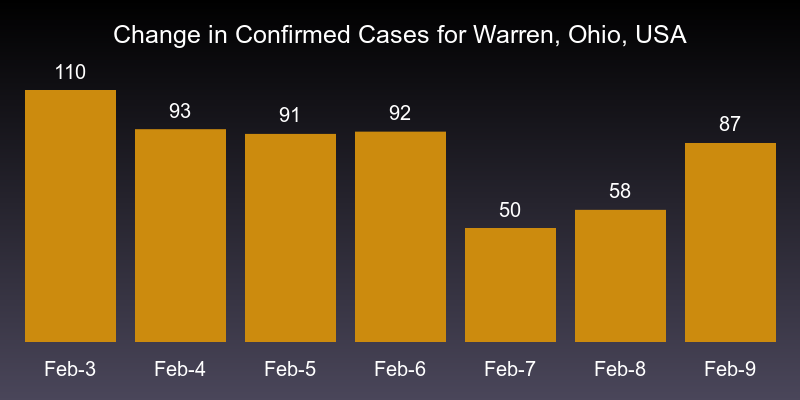 Change in Confirmed Cases for Warren, Ohio, USA
110
93
91
92
50
58
87
Feb-3
Feb-4
Feb-5
Feb-6
Feb-7
Feb-8
Feb-9